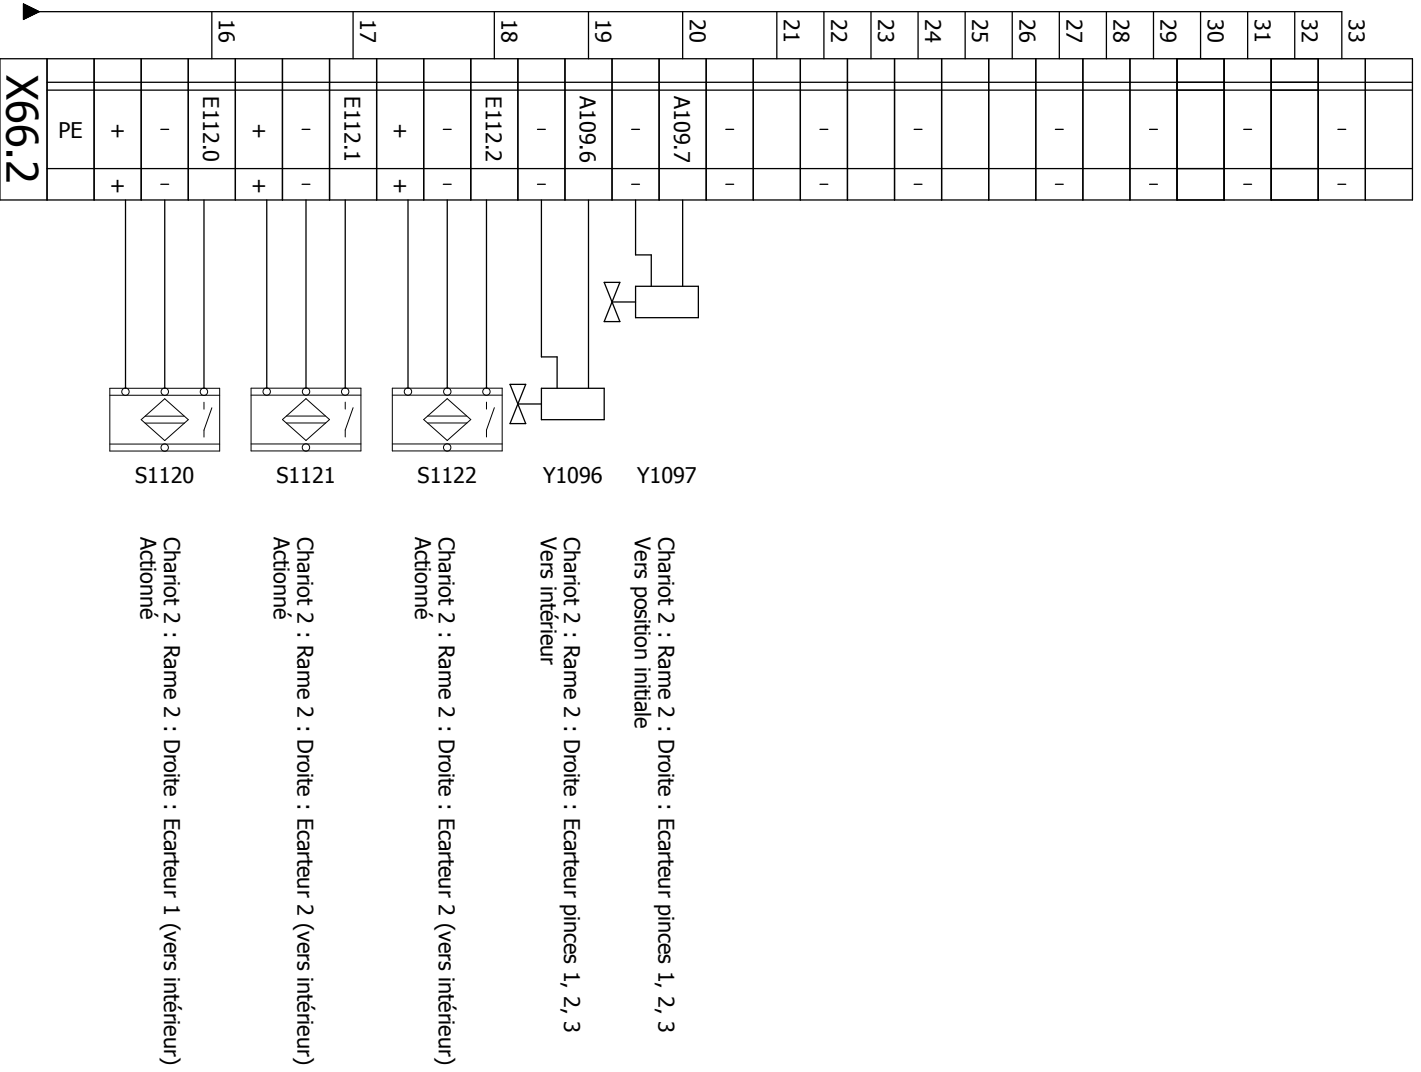 16
17
18
19
20
21
22
23
24
25
26
27
28
29
30
31
32
33
X66.2
PE + - E112.0 + - E112.1 + - E112.2 - A109.6 - A109.7 - - - - - - -
+ - + - + - - - - - - - - - -
S1120
S1121
S1122
Y1096
Y1097
Chariot 2 : Rame 2 : Droite : Ecarteur 1 (vers intérieur)
Actionné
Chariot 2 : Rame 2 : Droite : Ecarteur 2 (vers intérieur)
Actionné
Chariot 2 : Rame 2 : Droite : Ecarteur 2 (vers intérieur)
Actionné
Chariot 2 : Rame 2 : Droite : Ecarteur pinces 1, 2, 3
Vers intérieur
Chariot 2 : Rame 2 : Droite : Ecarteur pinces 1, 2, 3
Vers position initiale